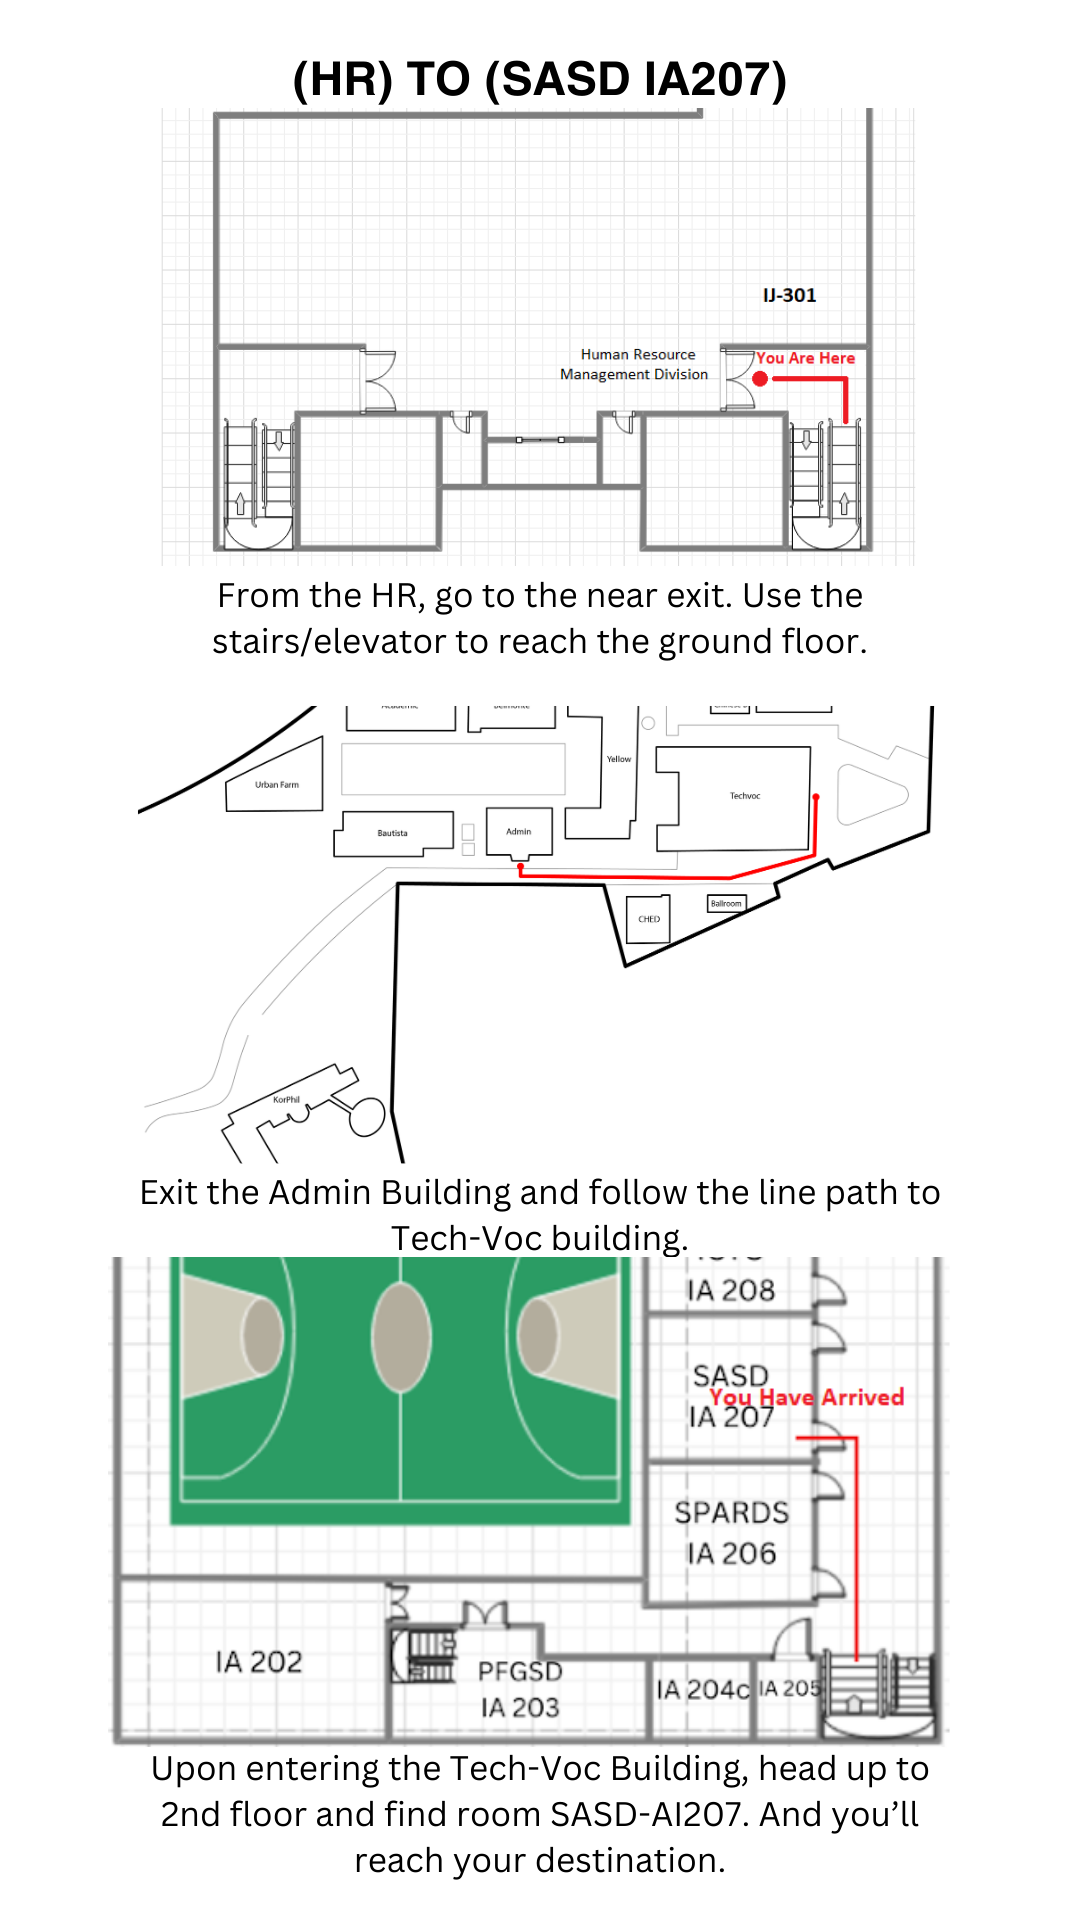 (HR) TO (SASD IA207)
IJ-301
Human Resource
Management Division
You Are Here
From the HR, go to the near exit. Use the
stairs/elevator to reach the ground floor.
Urban Farm
Yellow
Techvoc
Bautista
Admin
CHED
Ballroom
KorPhil
Exit the Admin Building and follow the line path to
Tech-Voc building.
IA 208
SASD
You Have Arrived
IA 207
SPARDS
IA 206
IA 202
PFGSD
IA 203
IA 204c
IA 205
Upon entering the Tech-Voc Building, head up to
2nd floor and find room SASD-AI207. And you’ll
reach your destination.